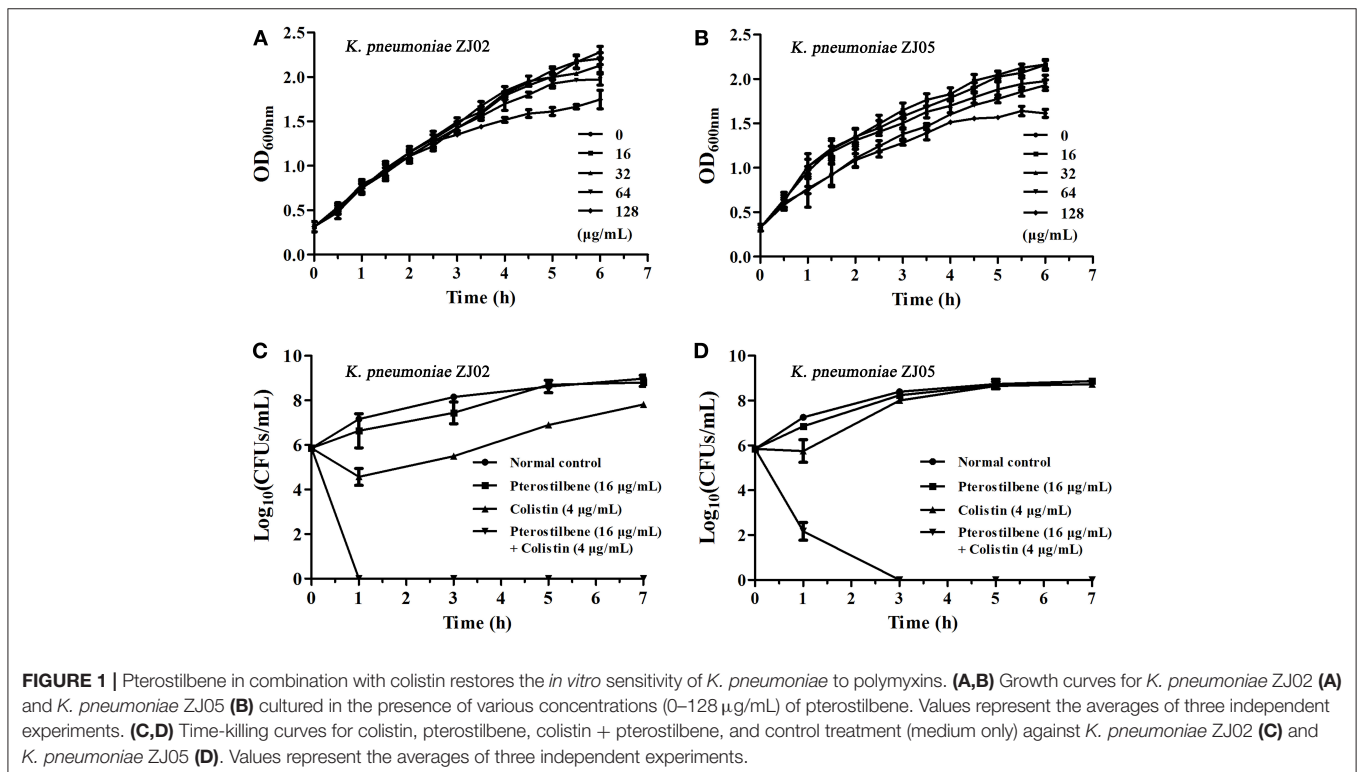 A
K. pneumoniae ZJ02
OD600nm
2.5
2.0
1.5
1.0
0.5
0.0
0 1 2 3 4 5 6 7
Time (h)
0
16
32
64
128
(µg/mL)
B
K. pneumoniae ZJ05
OD600nm
2.5
2.0
1.5
1.0
0.5
0.0
0 1 2 3 4 5 6 7
Time (h)
0
16
32
64
128
(µg/mL)
C
K. pneumoniae ZJ02
Log10(CFUs/mL)
10
8
6
4
2
0
0 1 2 3 4 5 6 7
Time (h)
Normal control
Pterostilbene (16 µg/mL)
Colistin (4 µg/mL)
Pterostilbene (16 µg/mL)
+ Colistin (4 µg/mL)
D
K. pneumoniae ZJ05
Log10(CFUs/mL)
10
8
6
4
2
0
0 1 2 3 4 5 6 7
Time (h)
Normal control
Pterostilbene (16 µg/mL)
Colistin (4 µg/mL)
Pterostilbene (16 µg/mL)
+ Colistin (4 µg/mL)
FIGURE 1 | Pterostilbene in combination with colistin restores the in vitro sensitivity of K. pneumoniae to polymyxins. (A,B) Growth curves for K. pneumoniae ZJ02 (A)
and K. pneumoniae ZJ05 (B) cultured in the presence of various concentrations (0–128 µg/mL) of pterostilbene. Values represent the averages of three independent
experiments. (C,D) Time-killing curves for colistin, pterostilbene, colistin + pterostilbene, and control treatment (medium only) against K. pneumoniae ZJ02 (C) and
K. pneumoniae ZJ05 (D). Values represent the averages of three independent experiments.